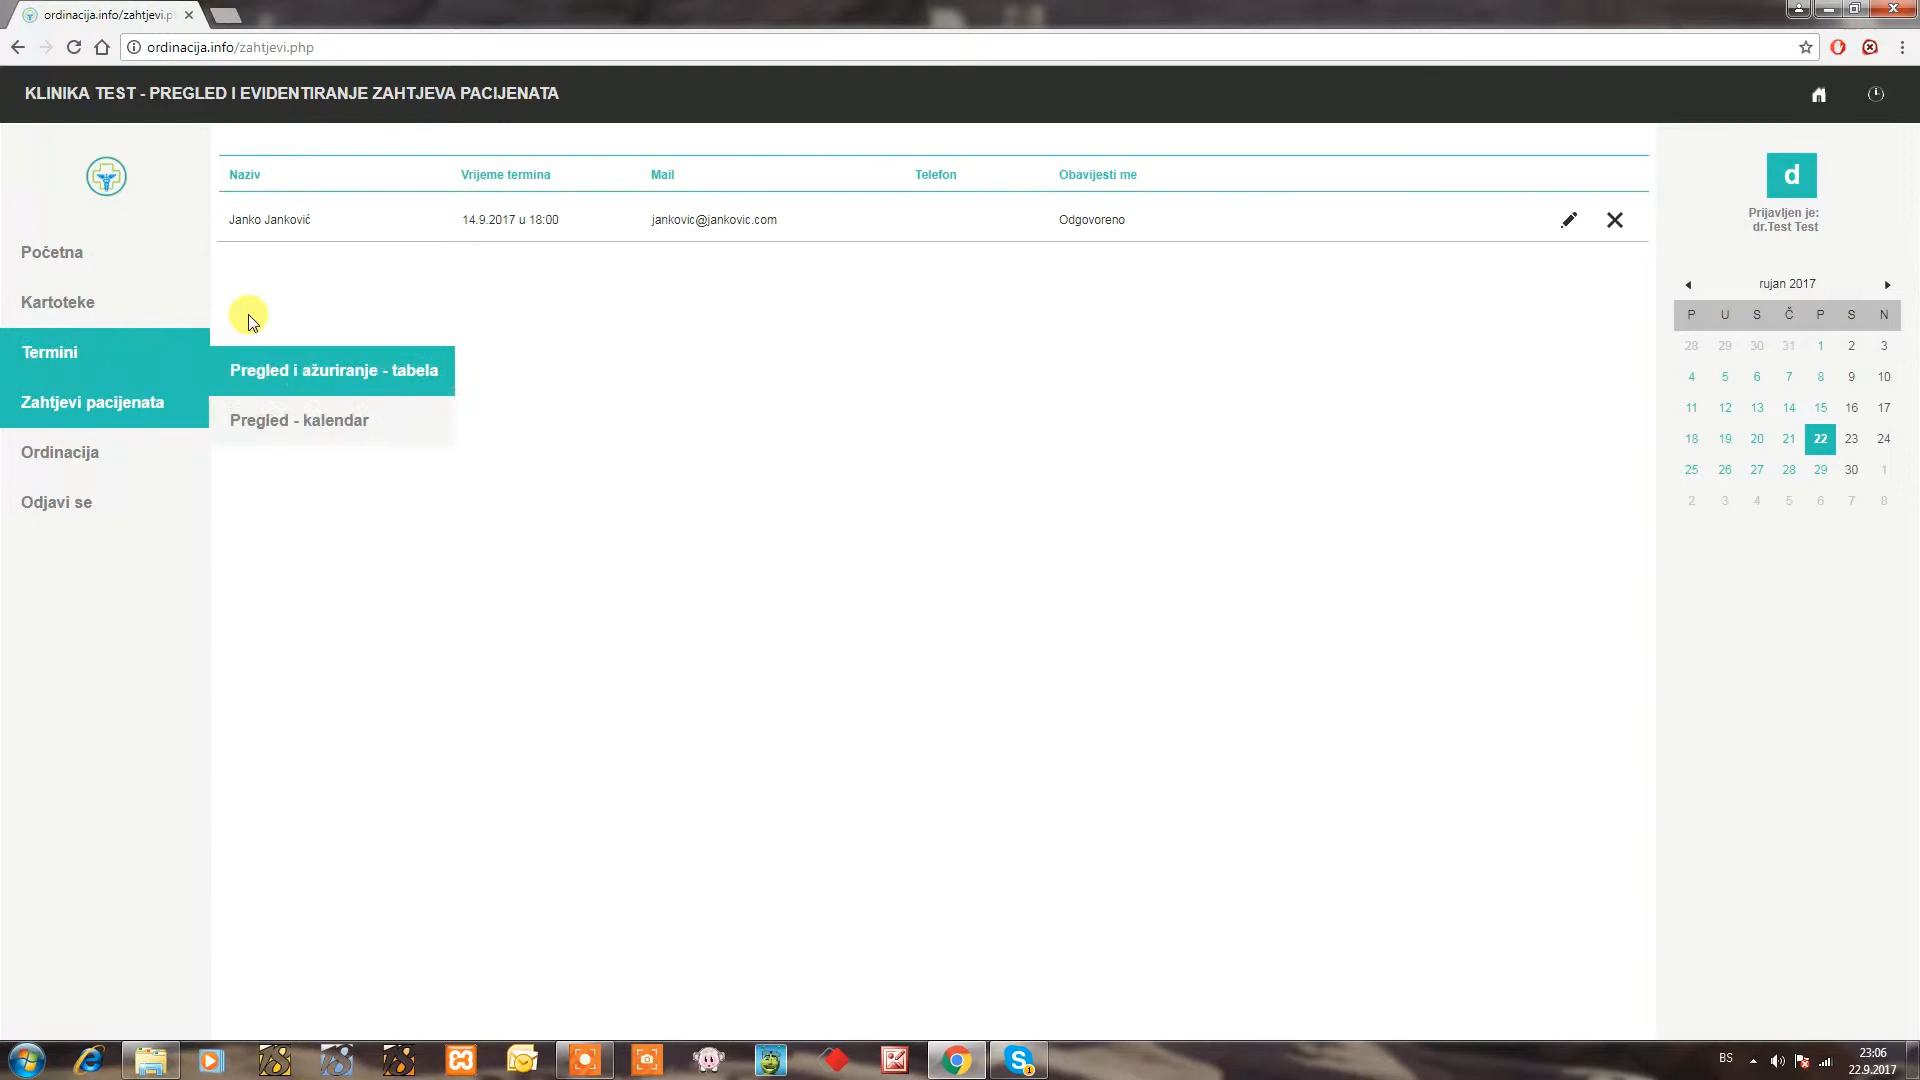 ordinacija.info/zahtjevi.p
ordinacija.info/zahtjevi.php
KLINIKA TEST - PREGLED I EVIDENTIRANJE ZAHTJEVA PACIJENATA
Početna
Kartoteke
Termini
Zahtjevi pacijenata
Ordinacija
Odjavi se
Pregled i ažuriranje - tabela
Pregled - kalendar
Naziv Vrijeme termina Mail Telefon Obavijesti me
Janko Janković 14.9.2017 u 18:00 jankovic@jankovic.com Odgovoreno
d
Prijavljen je:
dr.Test Test
rujan 2017
P U S Č P S N
28 29 30 31 1 2 3
4 5 6 7 8 9 10
11 12 13 14 15 16 17
18 19 20 21 22 23 24
25 26 27 28 29 30 1
2 3 4 5 6 7 8
BS
23:06
22.9.2017